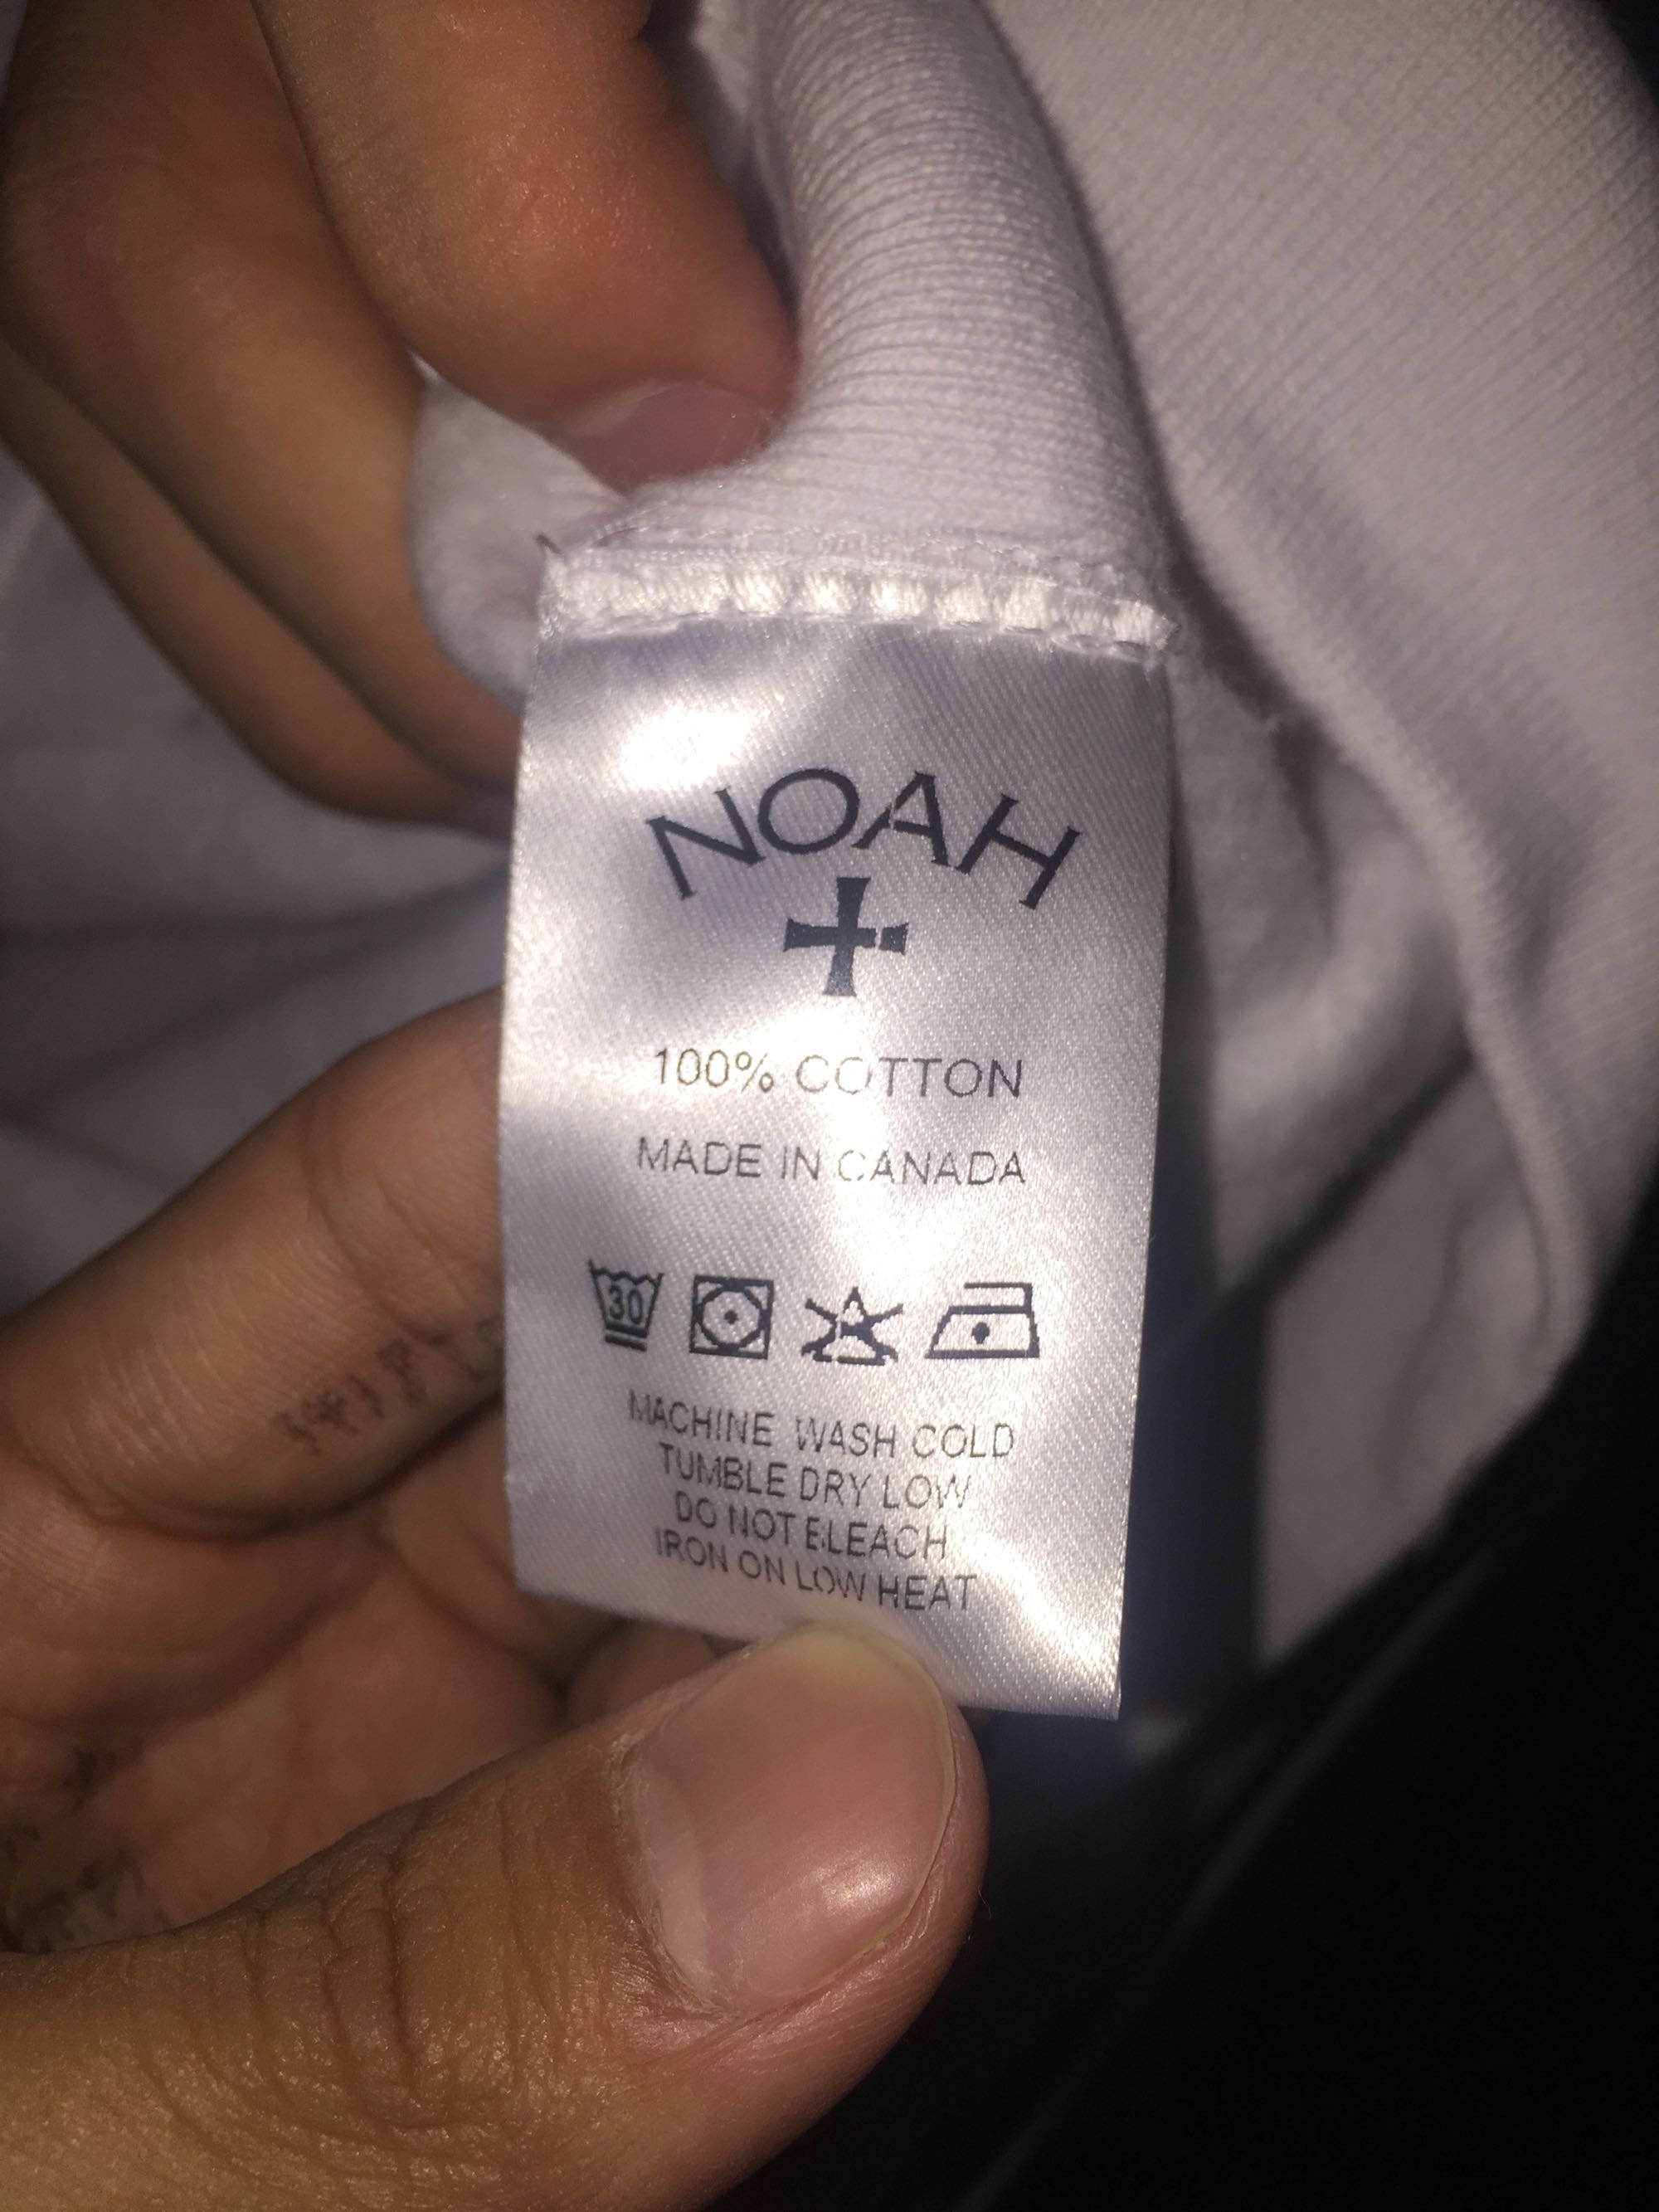 NOAH
100% COTTON
MADE IN CANADA
30
MACHINE WASH COLD
TUMBLE DRY LOW
DO NOT BLEACH
IRON ON LOW HEAT